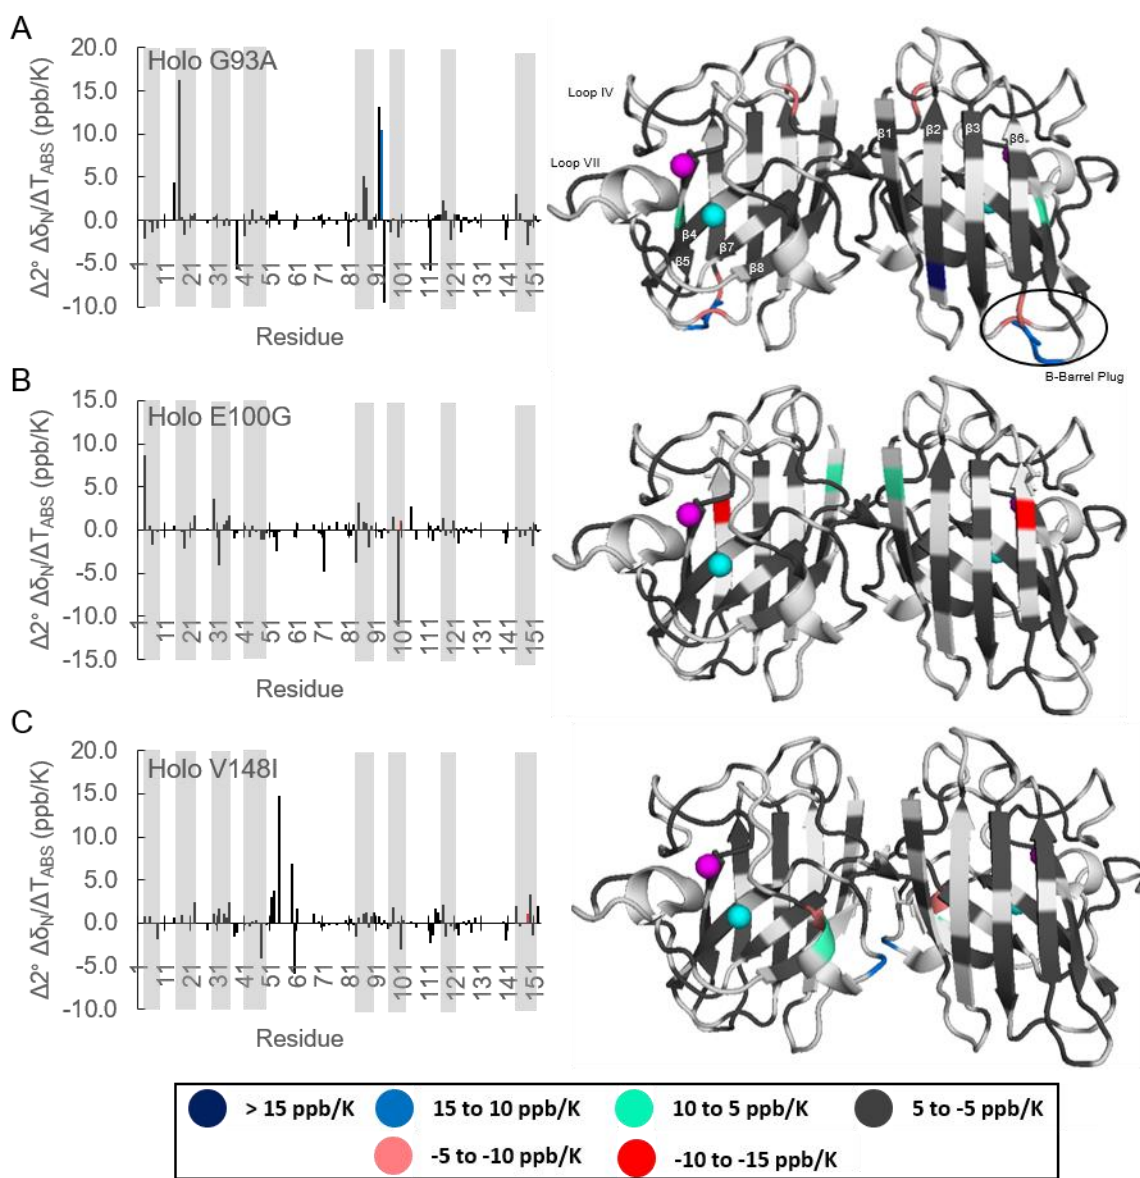 A
Holo G93A
Δ2° Δδ_N/ΔT_ABS (ppb/K)
20.0
15.0
10.0
5.0
0.0
-5.0
-10.0
1 11 21 31 41 51 61 71 81 91 101 111 121 131 141 151
Residue
Loop IV
Loop VII
β1
β2
β3
β6
β4
β7
β5
β8
B-Barrel Plug
B
Holo E100G
Δ2° Δδ_N/ΔT_ABS (ppb/K)
15.0
10.0
5.0
0.0
-5.0
-10.0
-15.0
1 11 21 31 41 51 61 71 81 91 101 111 121 131 141 151
Residue
C
Holo V148I
Δ2° Δδ_N/ΔT_ABS (ppb/K)
20.0
15.0
10.0
5.0
0.0
-5.0
-10.0
1 11 21 31 41 51 61 71 81 91 101 111 121 131 141 151
Residue
> 15 ppb/K 15 to 10 ppb/K 10 to 5 ppb/K 5 to -5 ppb/K
-5 to -10 ppb/K -10 to -15 ppb/K